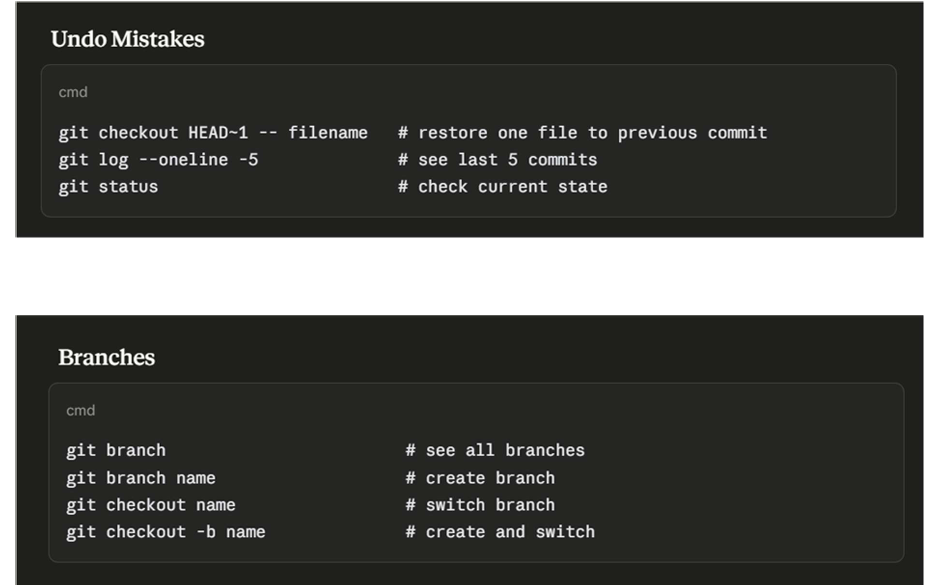 Undo Mistakes
cmd
git checkout HEAD~1 -- filename   # restore one file to previous commit
git log --oneline -5              # see last 5 commits
git status                        # check current state
Branches
cmd
git branch                        # see all branches
git branch name                   # create branch
git checkout name                 # switch branch
git checkout -b name              # create and switch